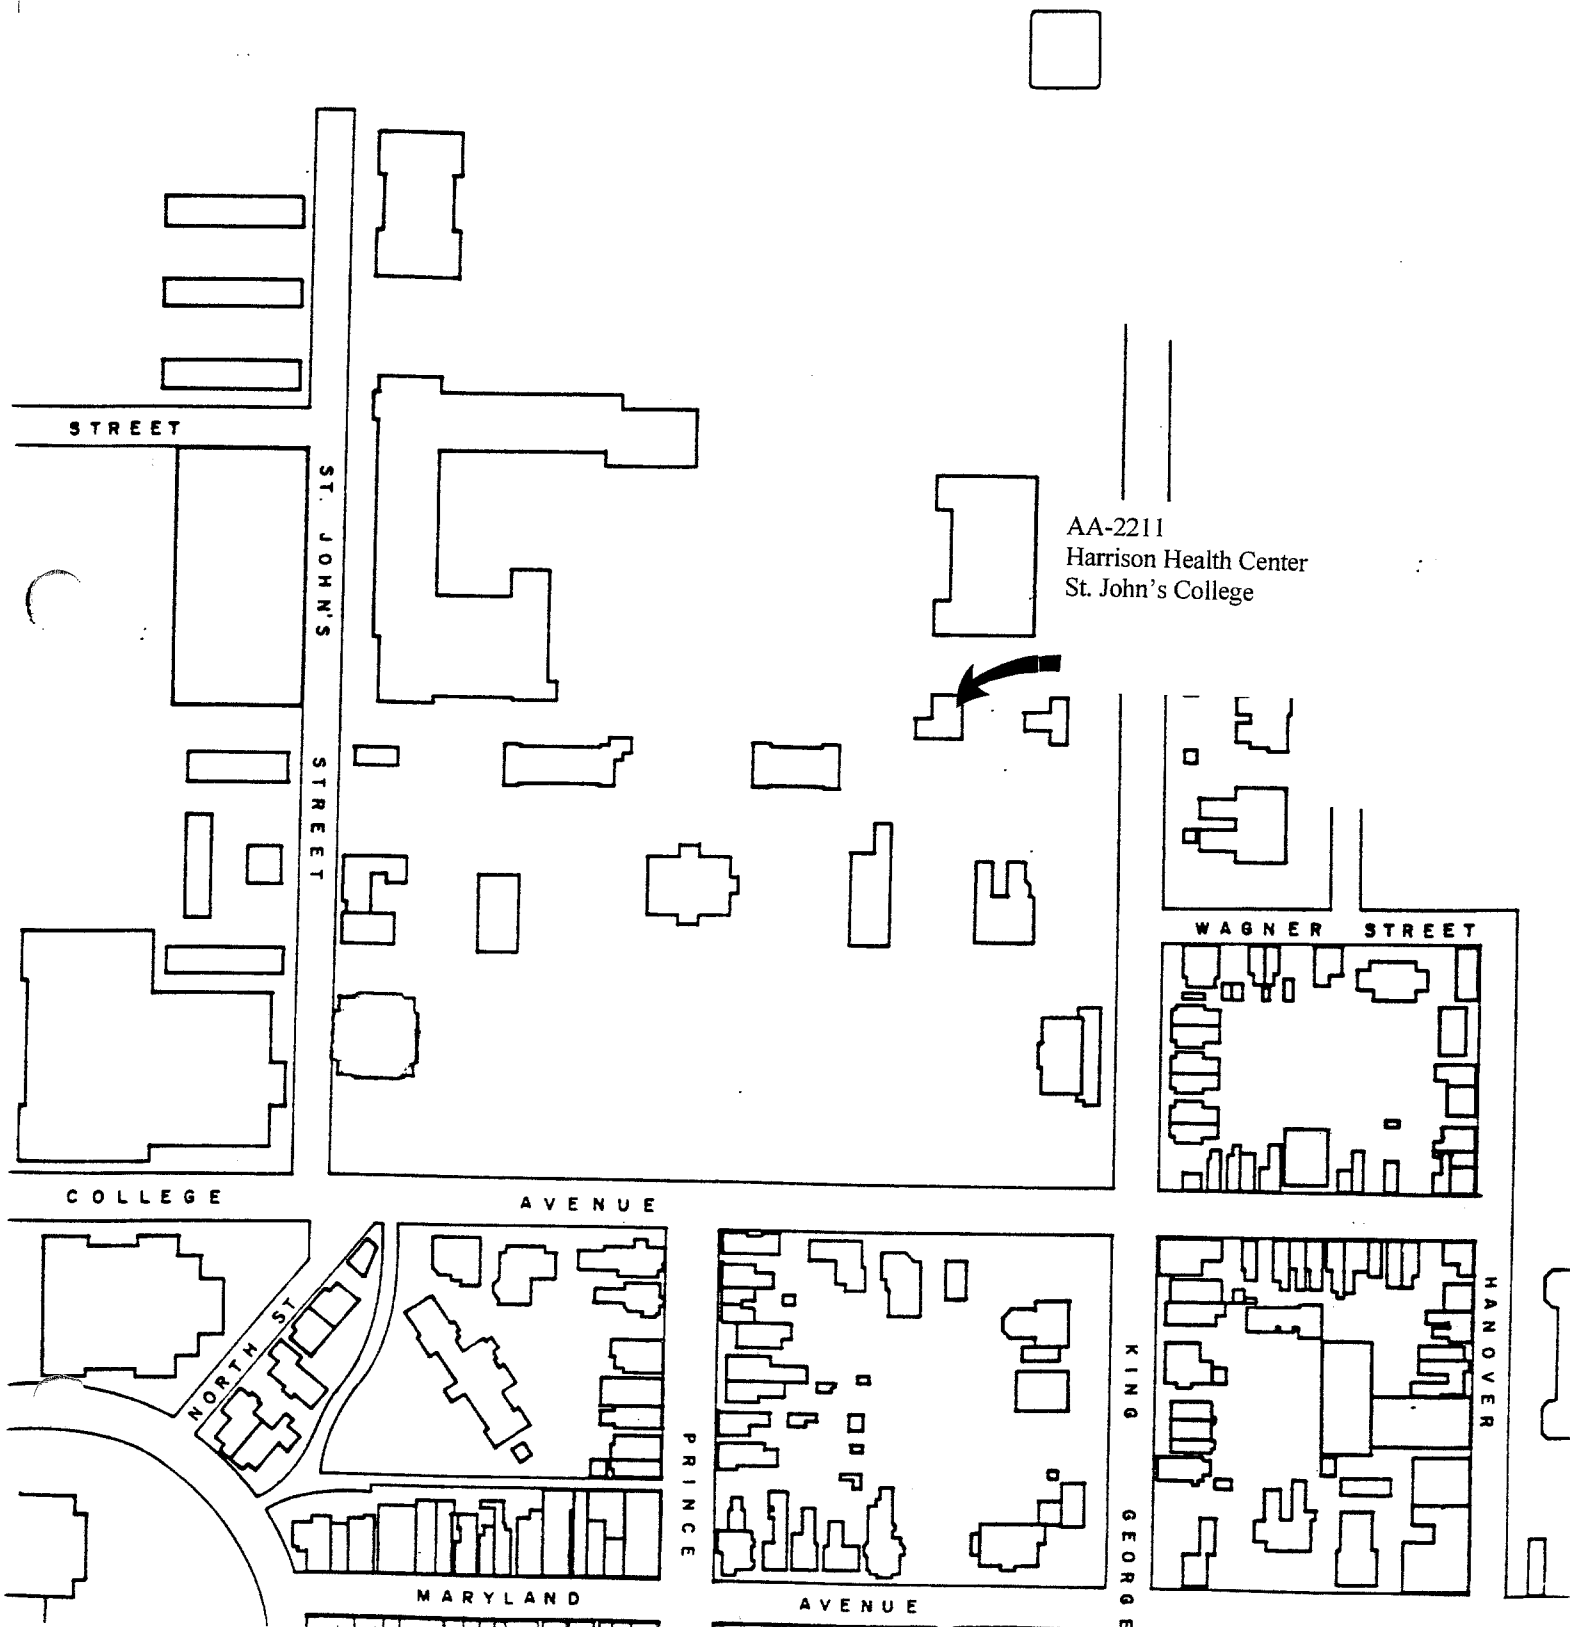 STREET
ST. JOHN'S
STREET
AA-2211
Harrison Health Center
St. John's College
WAGNER STREET
COLLEGE
AVENUE
NORTH ST
PRINCE
KING
GEORGE
HANOVER
MARYLAND
AVENUE